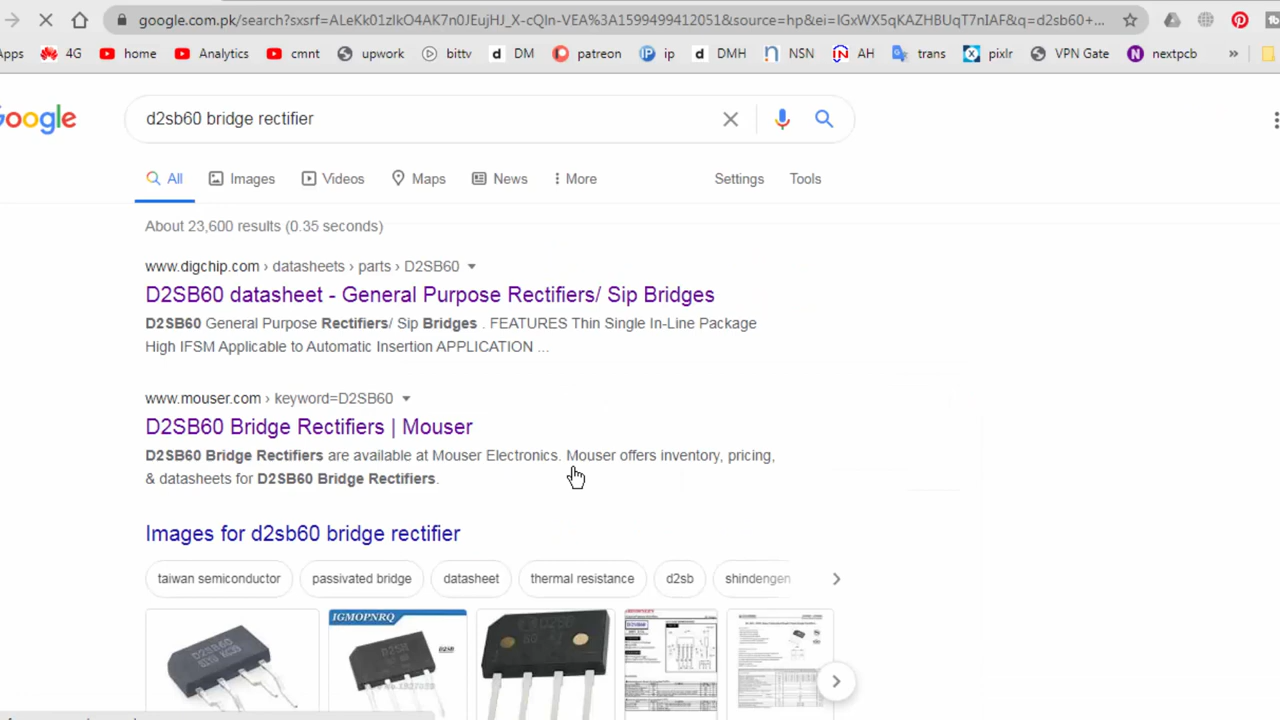 google.com.pk/search?sxsrf=ALeKk01zlkO4AK7n0JEujHJ_X-cQIn-VEA%3A1599499412051&source=hp&ei=IGxWX5qKAZHBUqT7nIAF&q=d2sb60+...
Apps 4G home Analytics cmnt upwork bittv DM patreon ip DMH NSN AH trans pixlr VPN Gate nextpcb »
Google d2sb60 bridge rectifier
All Images Videos Maps News More Settings Tools
About 23,600 results (0.35 seconds)
www.digchip.com › datasheets › parts › D2SB60
D2SB60 datasheet - General Purpose Rectifiers/ Sip Bridges
D2SB60 General Purpose Rectifiers/ Sip Bridges . FEATURES Thin Single In-Line Package
High IFSM Applicable to Automatic Insertion APPLICATION ...
www.mouser.com › keyword=D2SB60
D2SB60 Bridge Rectifiers | Mouser
D2SB60 Bridge Rectifiers are available at Mouser Electronics. Mouser offers inventory, pricing,
& datasheets for D2SB60 Bridge Rectifiers.
Images for d2sb60 bridge rectifier
taiwan semiconductor passivated bridge datasheet thermal resistance d2sb shindengen
IGMOPNRQ
D2SB60